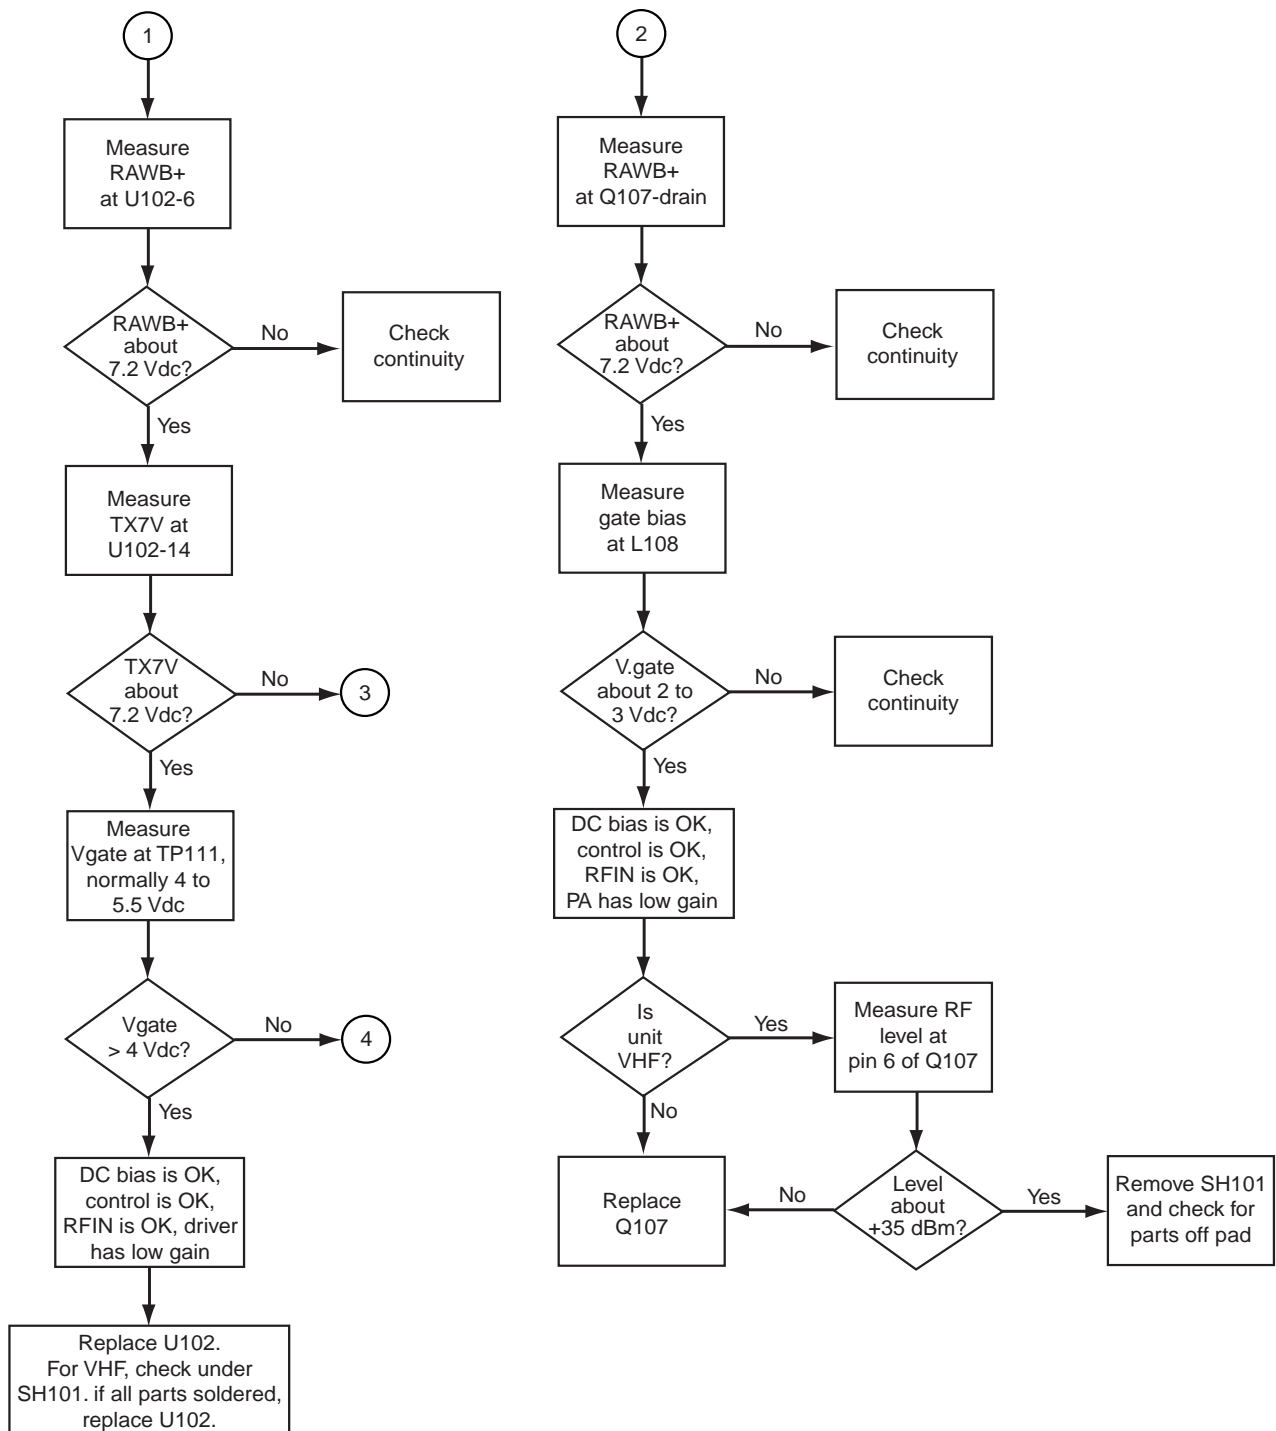 1
Measure
RAWB+
at U102-6
RAWB+
about
7.2 Vdc?
No
Check
continuity
Yes
Measure
TX7V at
U102-14
TX7V
about
7.2 Vdc?
No
3
Yes
Measure
Vgate at TP111,
normally 4 to
5.5 Vdc
Vgate
> 4 Vdc?
No
4
Yes
DC bias is OK,
control is OK,
RFIN is OK, driver
has low gain
Replace U102.
For VHF, check under
SH101. if all parts soldered,
replace U102.
2
Measure
RAWB+
at Q107-drain
RAWB+
about
7.2 Vdc?
No
Check
continuity
Yes
Measure
gate bias
at L108
V.gate
about 2 to
3 Vdc?
No
Check
continuity
Yes
DC bias is OK,
control is OK,
RFIN is OK,
PA has low gain
Is
unit
VHF?
Yes
Measure RF
level at
pin 6 of Q107
No
Replace
Q107
No
Level
about
+35 dBm?
Yes
Remove SH101
and check for
parts off pad